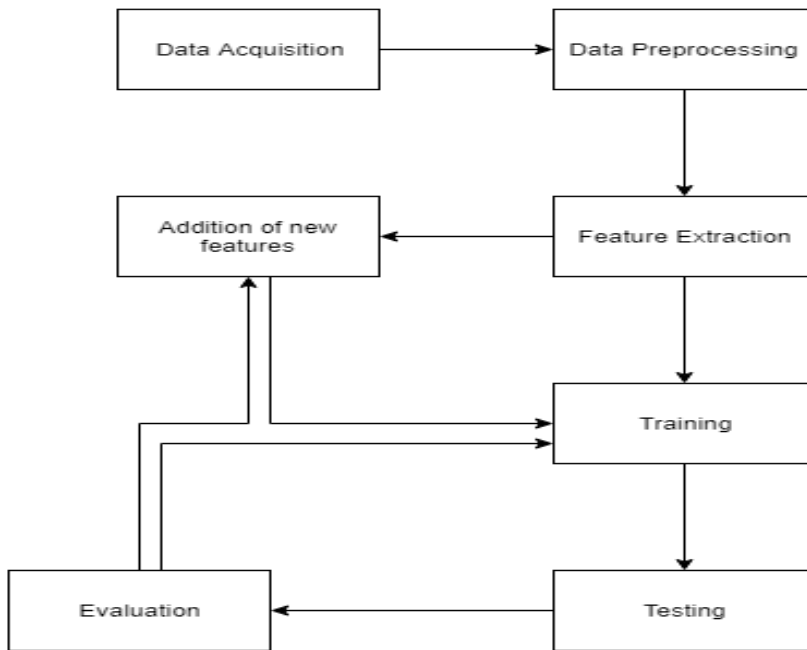 Data Acquisition
Data Preprocessing
Addition of new
features
Feature Extraction
Training
Evaluation
Testing